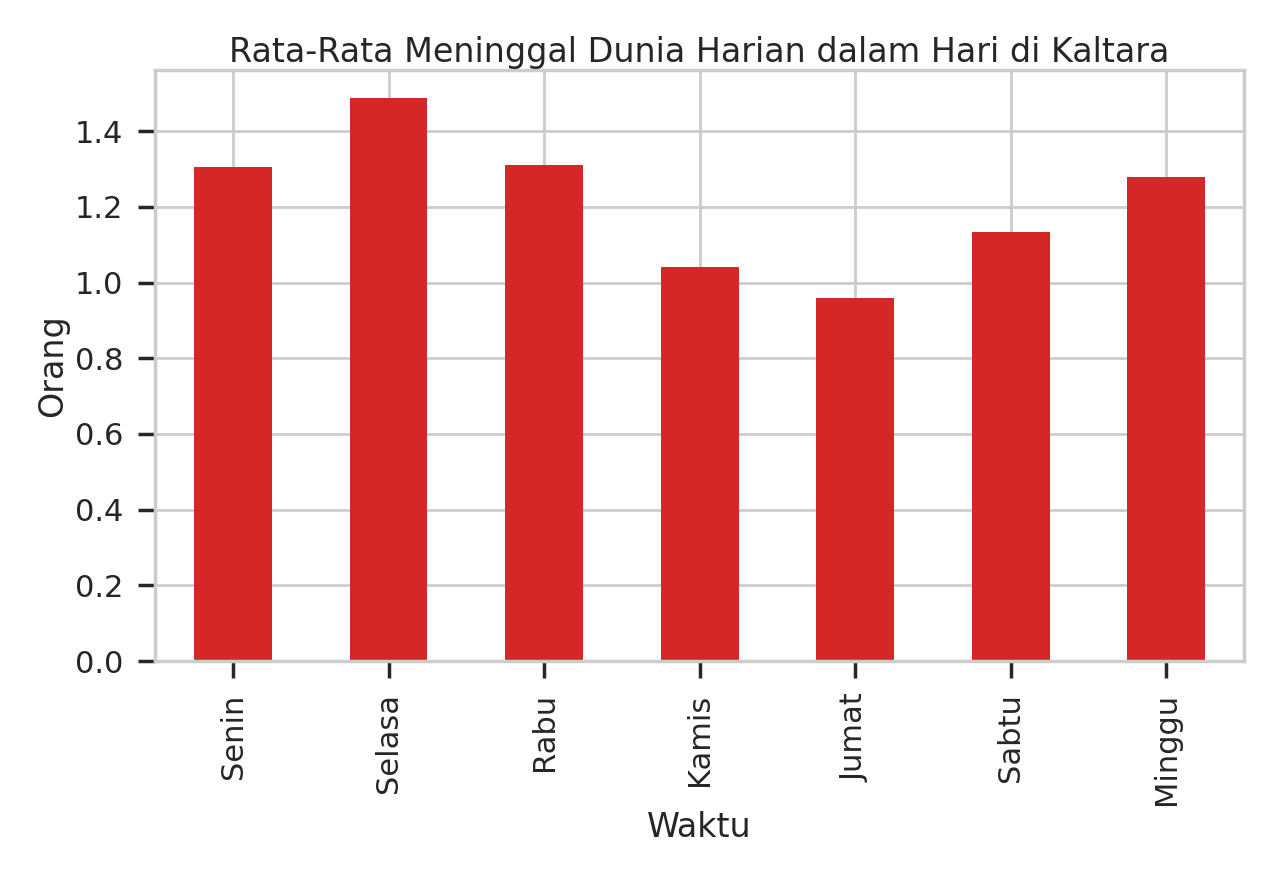 Rata-Rata Meninggal Dunia Harian dalam Hari di Kaltara
1.4
1.2
1.0
0.8
0.6
0.4
0.2
0.0
Orang
Senin
Selasa
Rabu
Kamis
Jumat
Sabtu
Minggu
Waktu